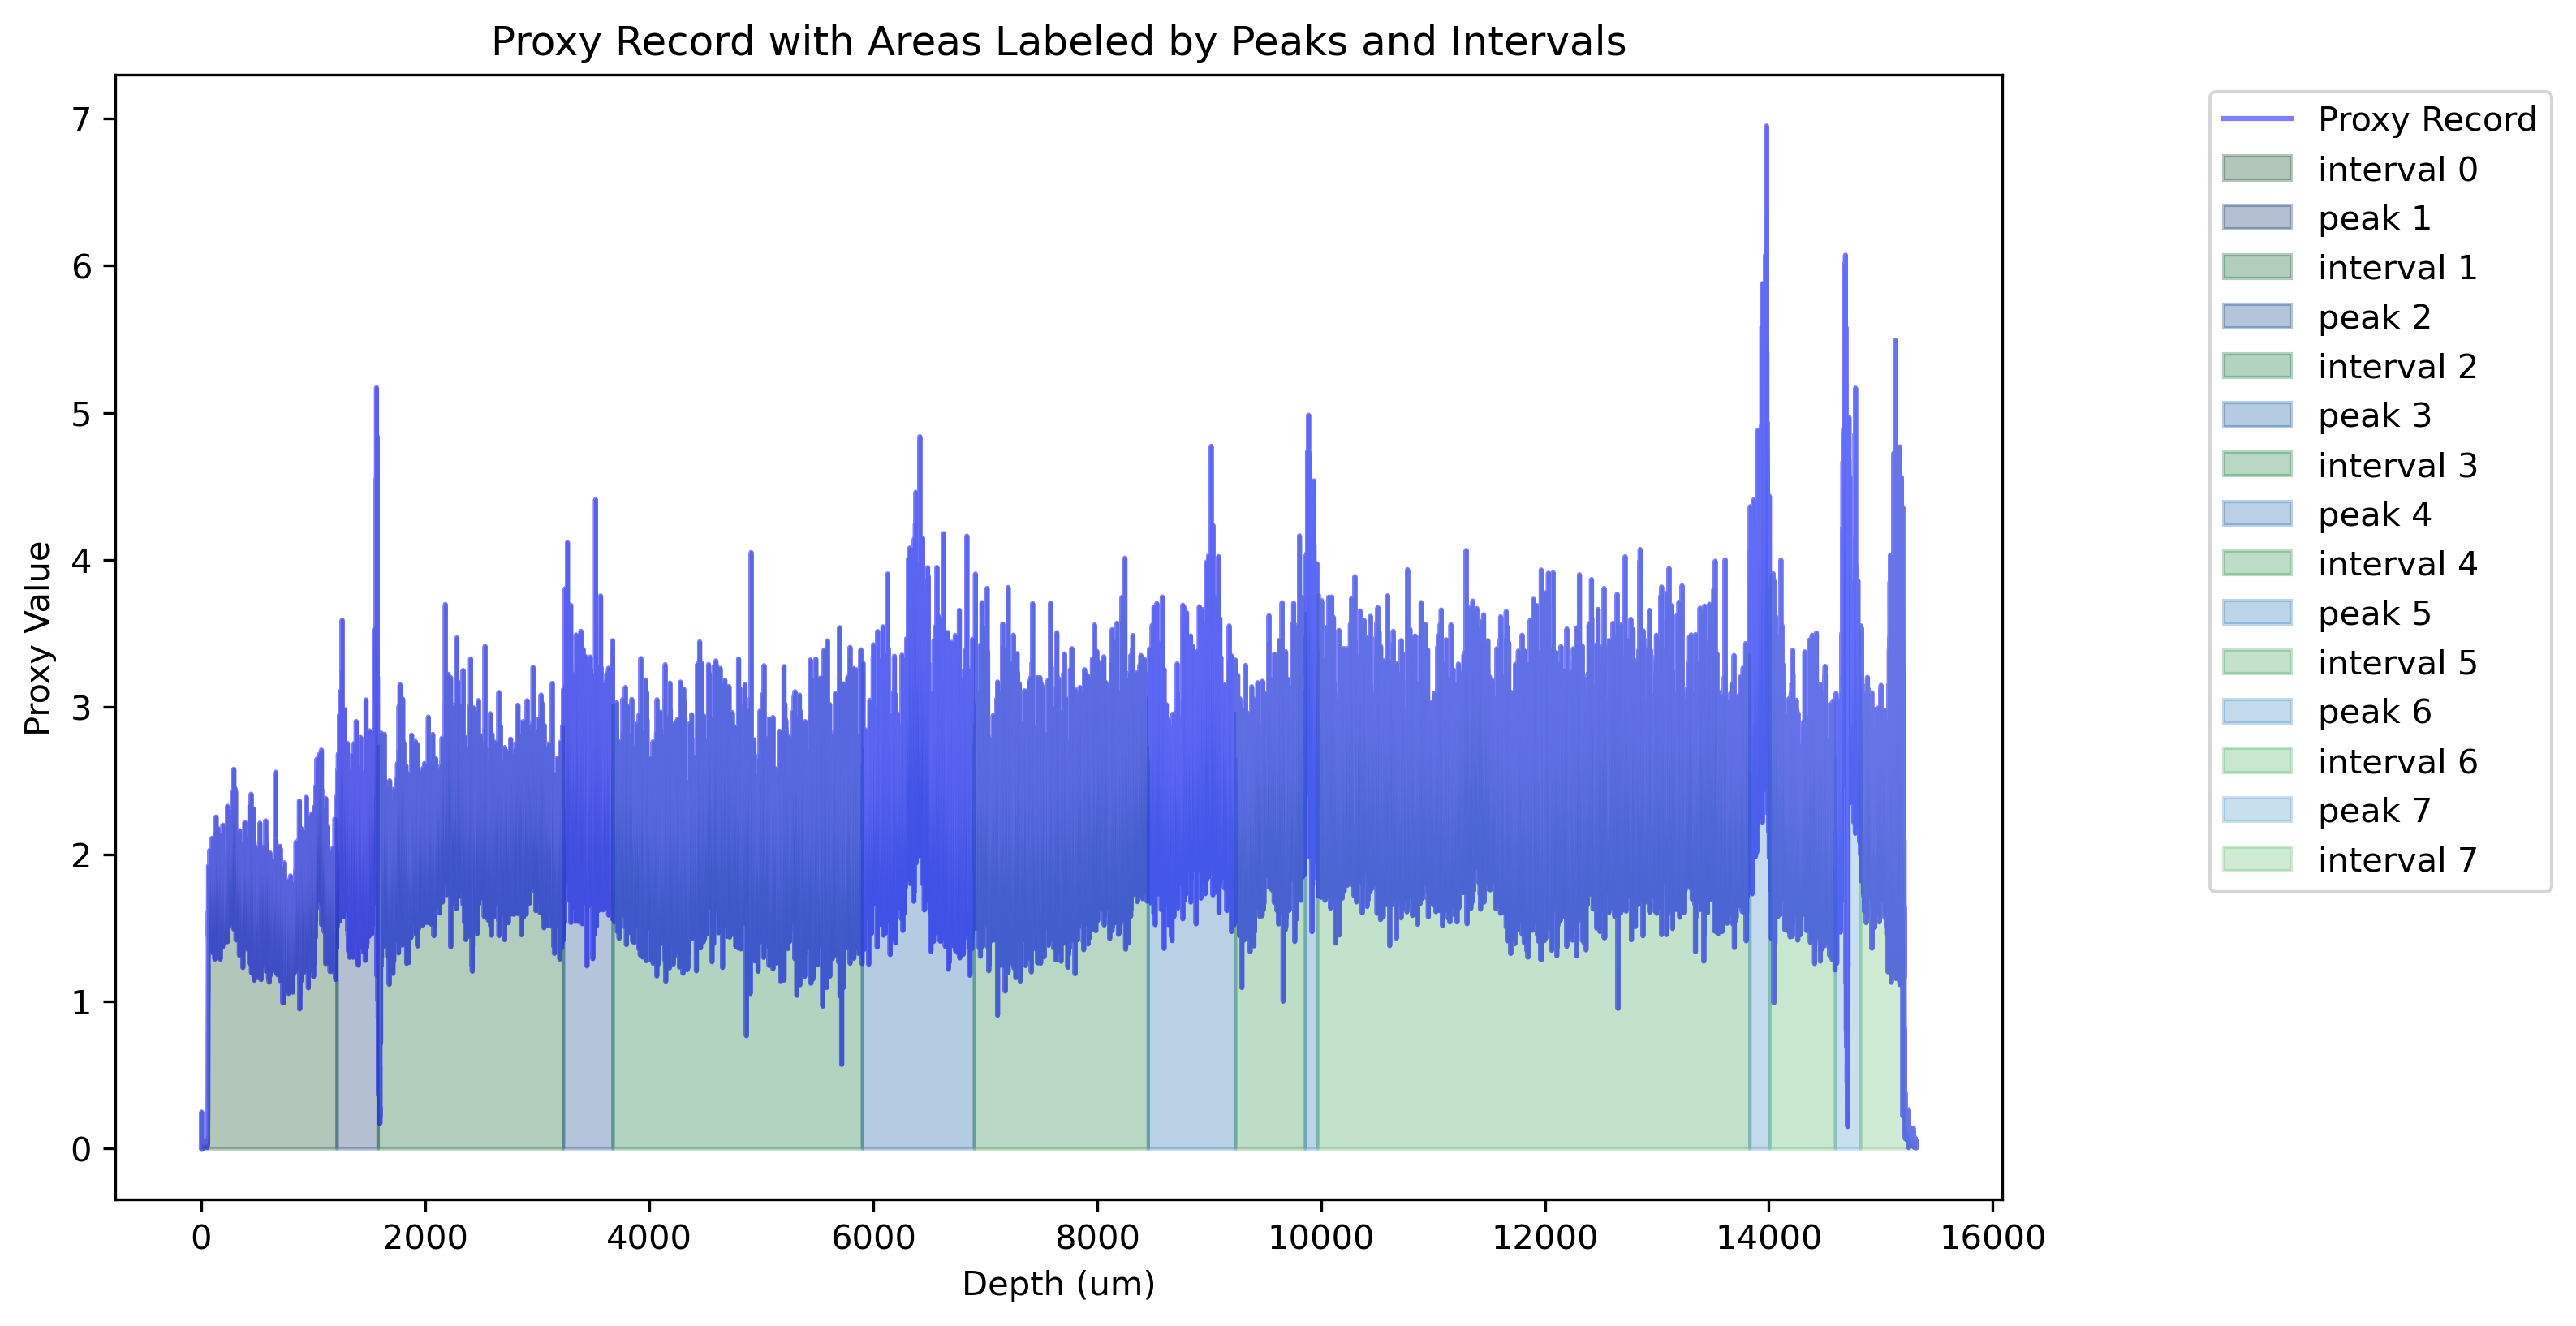 Proxy Record with Areas Labeled by Peaks and Intervals
7
6
5
4
3
2
1
0
Proxy Value
0 2000 4000 6000 8000 10000 12000 14000 16000
Depth (um)
Proxy Record
interval 0
peak 1
interval 1
peak 2
interval 2
peak 3
interval 3
peak 4
interval 4
peak 5
interval 5
peak 6
interval 6
peak 7
interval 7